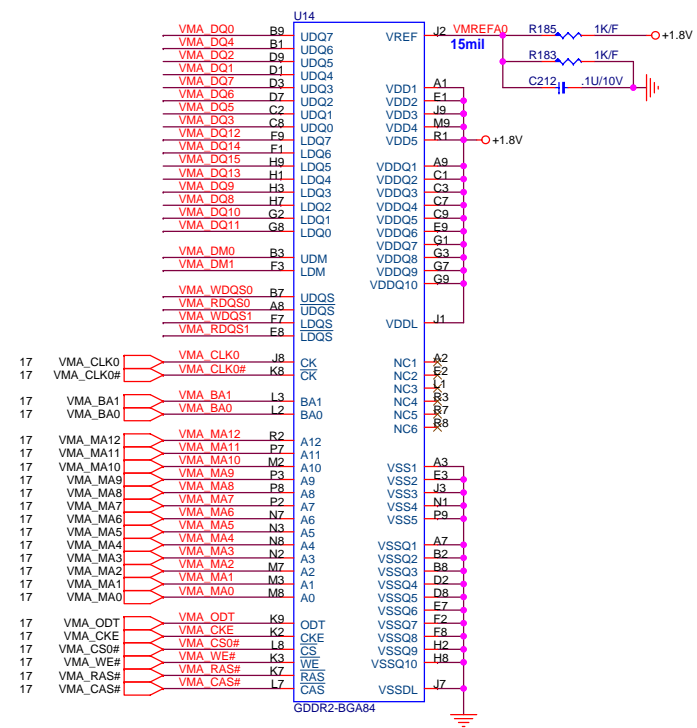 U14
VMA_DQ0 B9 UDQ7 VREF J2 VMREFA0 R185 1K/F +1.8V
VMA_DQ4 B1 UDQ6 15mil
VMA_DQ2 D9 UDQ5 R183 1K/F
VMA_DQ1 D1 UDQ4 C212 .1U/10V
VMA_DQ7 D3 UDQ3 VDD1 A1
VMA_DQ6 D7 UDQ2 VDD2 E1
VMA_DQ5 C2 UDQ1 VDD3 J9
VMA_DQ3 C8 UDQ0 VDD4 M9
VMA_DQ12 F9 LDQ7 VDD5 R1 +1.8V
VMA_DQ14 F1 LDQ6
VMA_DQ15 H9 LDQ5 VDDQ1 A9
VMA_DQ13 H1 LDQ4 VDDQ2 C1
VMA_DQ9 H3 LDQ3 VDDQ3 C3
VMA_DQ8 H7 LDQ2 VDDQ4 C7
VMA_DQ10 G2 LDQ1 VDDQ5 C9
VMA_DQ11 G8 LDQ0 VDDQ6 E9
VDDQ7 G1
VMA_DM0 B3 UDM VDDQ8 G3
VMA_DM1 F3 LDM VDDQ9 G7
VDDQ10 G9
VMA_WDQS0 B7 UDQS
VMA_RDQS0 A8 UDQS
VMA_WDQS1 F7 LDQS VDDL J1
VMA_RDQS1 E8 LDQS
17 VMA_CLK0 VMA_CLK0 J8 CK NC1 A2
17 VMA_CLK0# VMA_CLK0# K8 CK NC2 E2
NC3 L1
17 VMA_BA1 VMA_BA1 L3 BA1 NC4 R3
17 VMA_BA0 VMA_BA0 L2 BA0 NC5 R7
NC6 R8
17 VMA_MA12 VMA_MA12 R2 A12
17 VMA_MA11 VMA_MA11 P7 A11
17 VMA_MA10 VMA_MA10 M2 A10 VSS1 A3
17 VMA_MA9 VMA_MA9 P3 A9 VSS2 E3
17 VMA_MA8 VMA_MA8 P8 A8 VSS3 J3
17 VMA_MA7 VMA_MA7 P2 A7 VSS4 N1
17 VMA_MA6 VMA_MA6 N7 A6 VSS5 P9
17 VMA_MA5 VMA_MA5 N3 A5
17 VMA_MA4 VMA_MA4 N8 A4 VSSQ1 A7
17 VMA_MA3 VMA_MA3 N2 A3 VSSQ2 B2
17 VMA_MA2 VMA_MA2 M7 A2 VSSQ3 B8
17 VMA_MA1 VMA_MA1 M3 A1 VSSQ4 D2
17 VMA_MA0 VMA_MA0 M8 A0 VSSQ5 D8
VSSQ6 E7
17 VMA_ODT VMA_ODT K9 ODT VSSQ7 F2
17 VMA_CKE VMA_CKE K2 CKE VSSQ8 F8
17 VMA_CS0# VMA_CS0# L8 CS VSSQ9 H2
17 VMA_WE# VMA_WE# K3 WE VSSQ10 H8
17 VMA_RAS# VMA_RAS# K7 RAS
17 VMA_CAS# VMA_CAS# L7 CAS VSSDL J7
GDDR2-BGA84